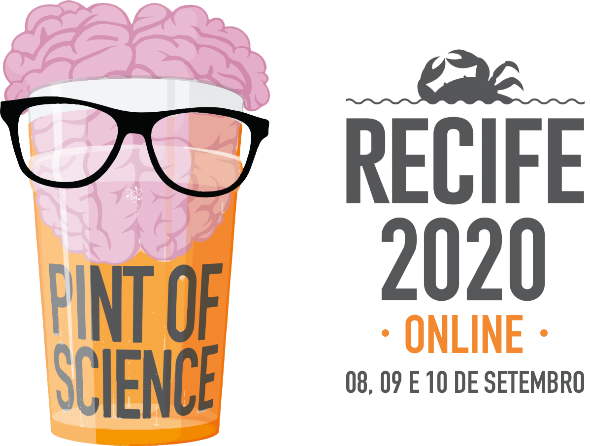 PINT OF
SCIENCE
RECIFE
2020
· ONLINE ·
08, 09 E 10 DE SETEMBRO